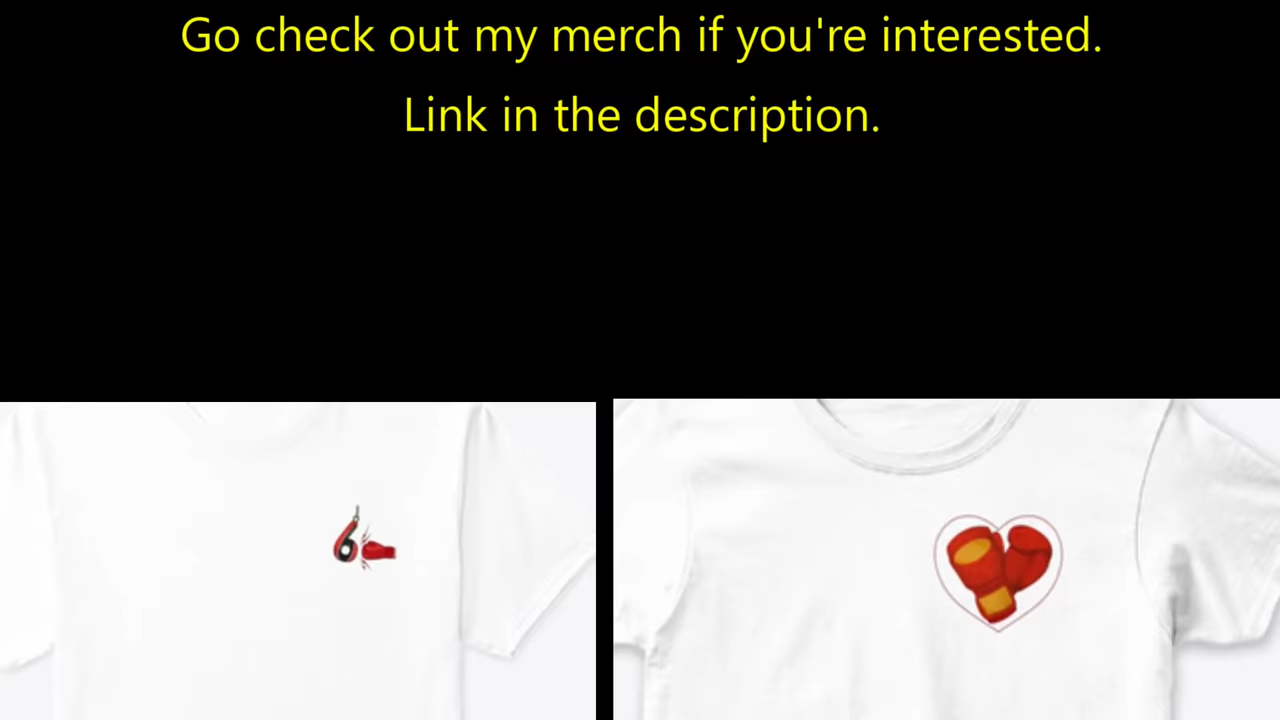 Go check out my merch if you're interested.
Link in the description.